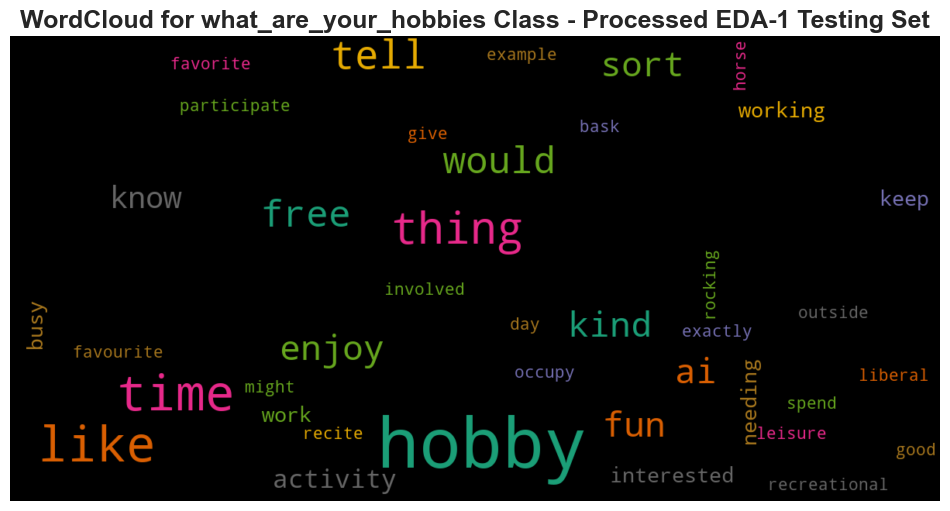 WordCloud for what_are_your_hobbies Class - Processed EDA-1 Testing Set
tell
example
sort
horse
favorite
participate
working
give
bask
would
know
free
thing
keep
involved
rocking
outside
busy
day
kind
exactly
favourite
enjoy
occupy
ai
liberal
time
might
needing
spend
work
recite
like
hobby
fun
leisure
good
activity
interested
recreational